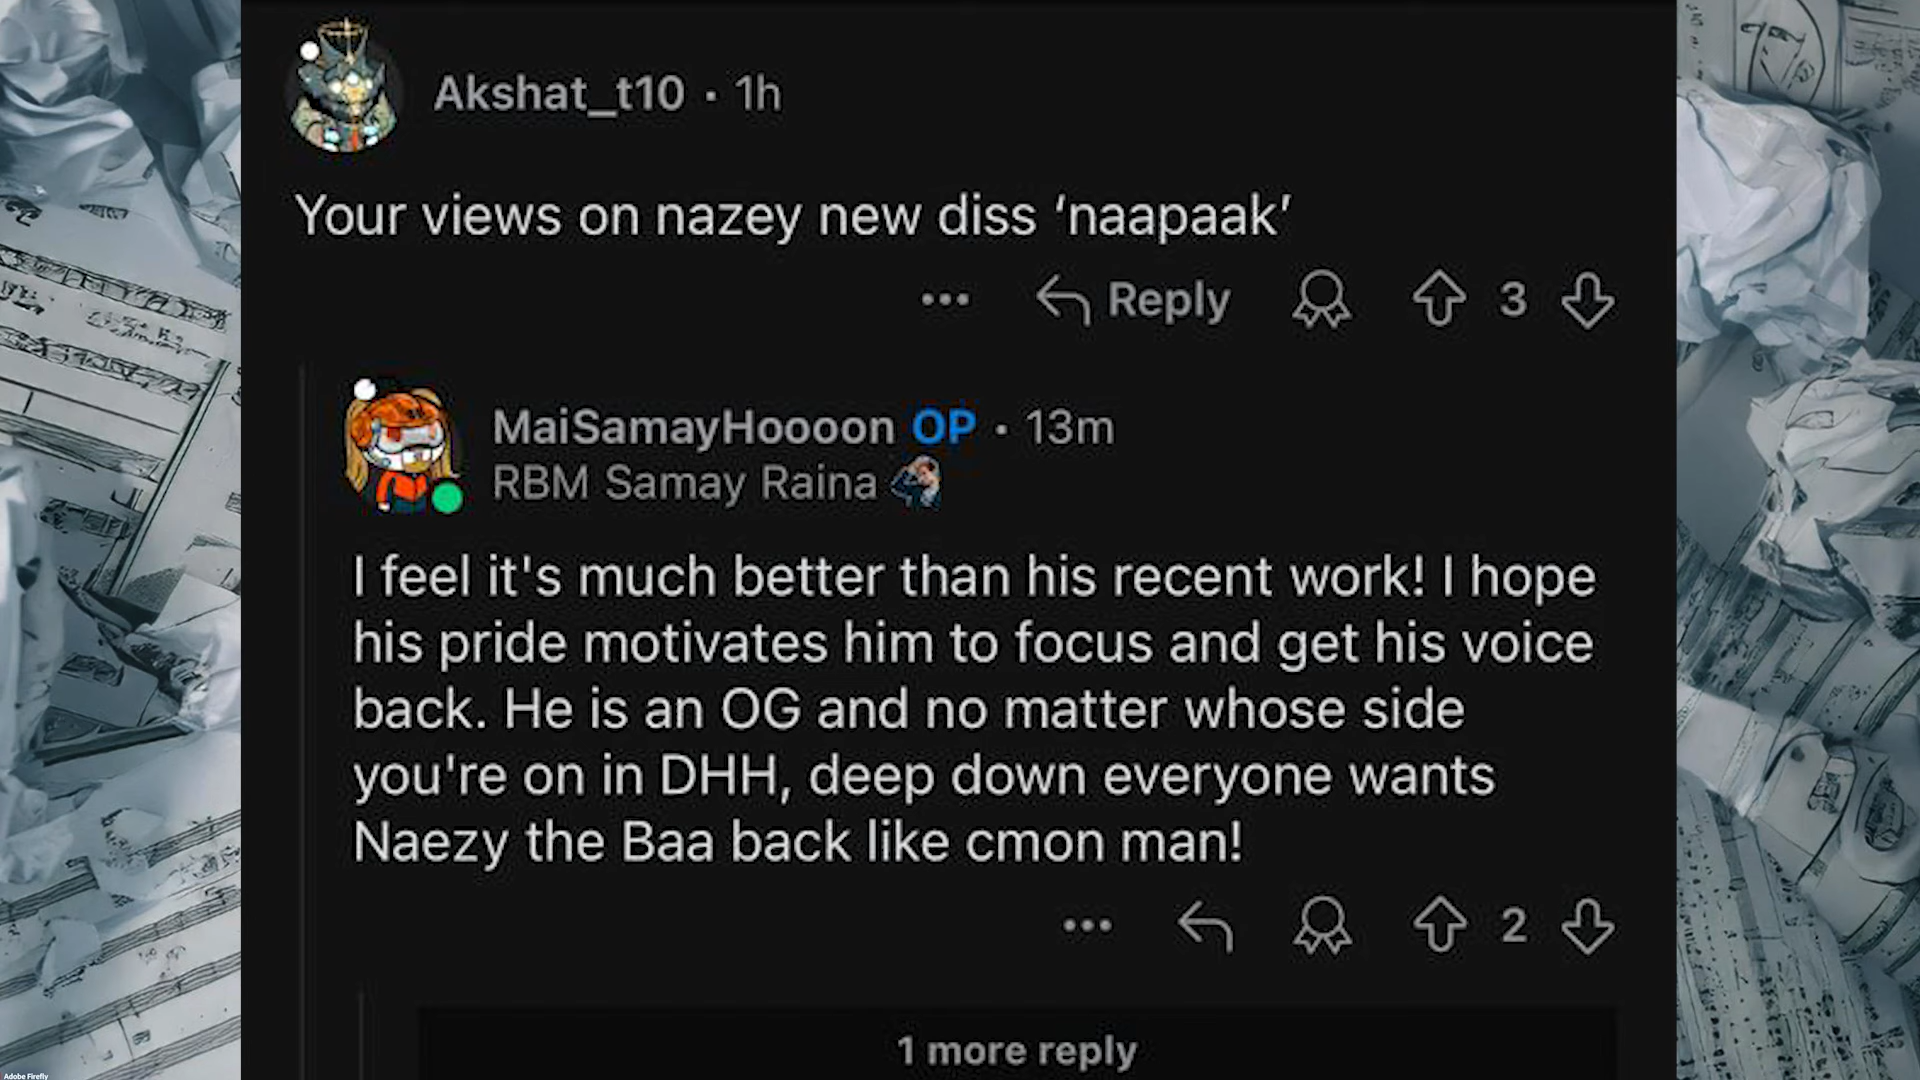 Akshat_t10 · 1h
Your views on nazey new diss ‘naapaak’
Reply
3
MaiSamayHoooon OP · 13m
RBM Samay Raina
I feel it's much better than his recent work! I hope
his pride motivates him to focus and get his voice
back. He is an OG and no matter whose side
you're on in DHH, deep down everyone wants
Naezy the Baa back like cmon man!
2
1 more reply
Adobe Firefly